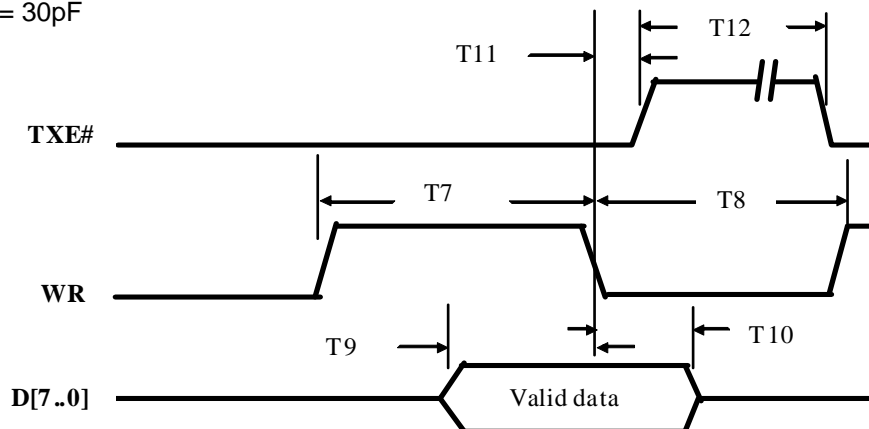 = 30pF
T12
T11
TXE#
T7
T8
WR
T9
T10
D[7..0]
Valid data